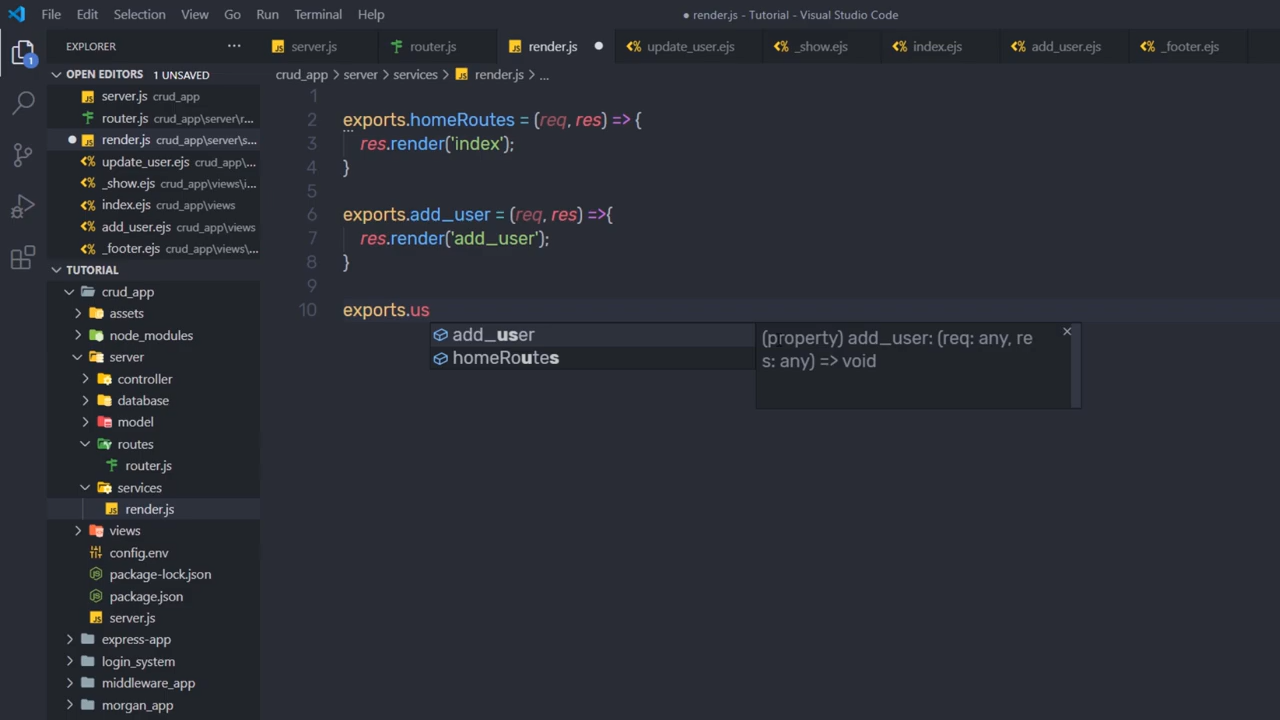 File Edit Selection View Go Run Terminal Help
● render.js - Tutorial - Visual Studio Code
EXPLORER ···
server.js router.js render.js update_user.ejs _show.ejs index.ejs add_user.ejs _footer.ejs
1
OPEN EDITORS 1 UNSAVED
crud_app > server > services > render.js > ...
server.js crud_app
router.js crud_app\server\r...
render.js crud_app\server\s...
update_user.ejs crud_app\...
_show.ejs crud_app\views\i...
index.ejs crud_app\views
add_user.ejs crud_app\views
_footer.ejs crud_app\views\...
TUTORIAL
crud_app
assets
node_modules
server
controller
database
model
routes
router.js
services
render.js
views
config.env
package-lock.json
package.json
server.js
express-app
login_system
middleware_app
morgan_app
1
2 exports.homeRoutes = (req, res) => {
3 res.render('index');
4 }
5
6 exports.add_user = (req, res) =>{
7 res.render('add_user');
8 }
9
10 exports.us
add_user
homeRoutes
(property) add_user: (req: any, re
s: any) => void